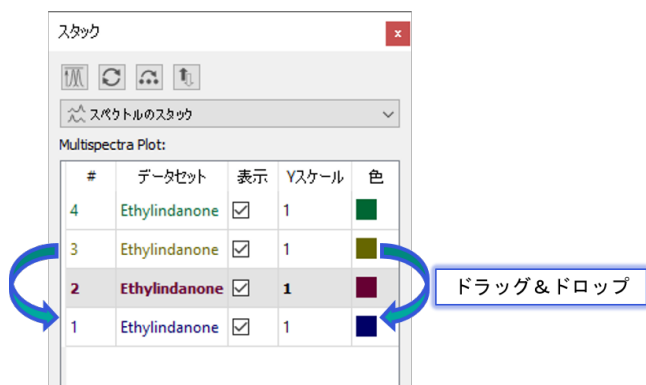 スタック
x
スペクトルのスタック
Multispectra Plot:
# データセット 表示 Yスケール 色
4 Ethylindanone 1
3 Ethylindanone 1
2 Ethylindanone 1
1 Ethylindanone 1
ドラッグ＆ドロップ